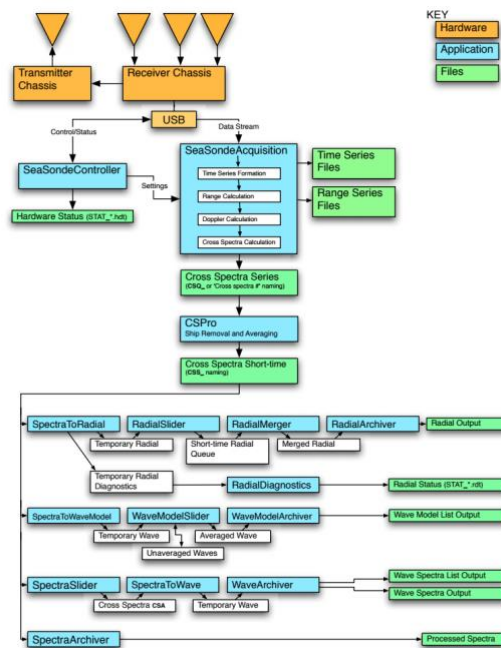 KEY
Hardware
Application
Files
Transmitter
Chassis
Receiver Chassis
USB
Control/Status
Data Stream
SeaSondeController
Settings
Hardware Status (STAT_*.hdt)
SeaSondeAcquisition
Time Series Formation
Range Calculation
Doppler Calculation
Cross Spectra Calculation
Time Series
Files
Range Series
Files
Cross Spectra Series
(CSQ_ or 'Cross spectra #' naming)
CSPro
Ship Removal and Averaging
Cross Spectra Short-time
(CSS_ naming)
SpectraToRadial
RadialSlider
RadialMerger
RadialArchiver
Radial Output
Temporary Radial
Short-time Radial
Queue
Merged Radial
Temporary Radial
Diagnostics
RadialDiagnostics
Radial Status (STAT_*.rdt)
SpectraToWaveModel
WaveModelSlider
WaveModelArchiver
Wave Model List Output
Temporary Wave
Averaged Wave
Unaveraged Waves
SpectraSlider
SpectraToWave
WaveArchiver
Wave Spectra List Output
Wave Spectra Output
Cross Spectra CSA
Temporary Wave
SpectraArchiver
Processed Spectra